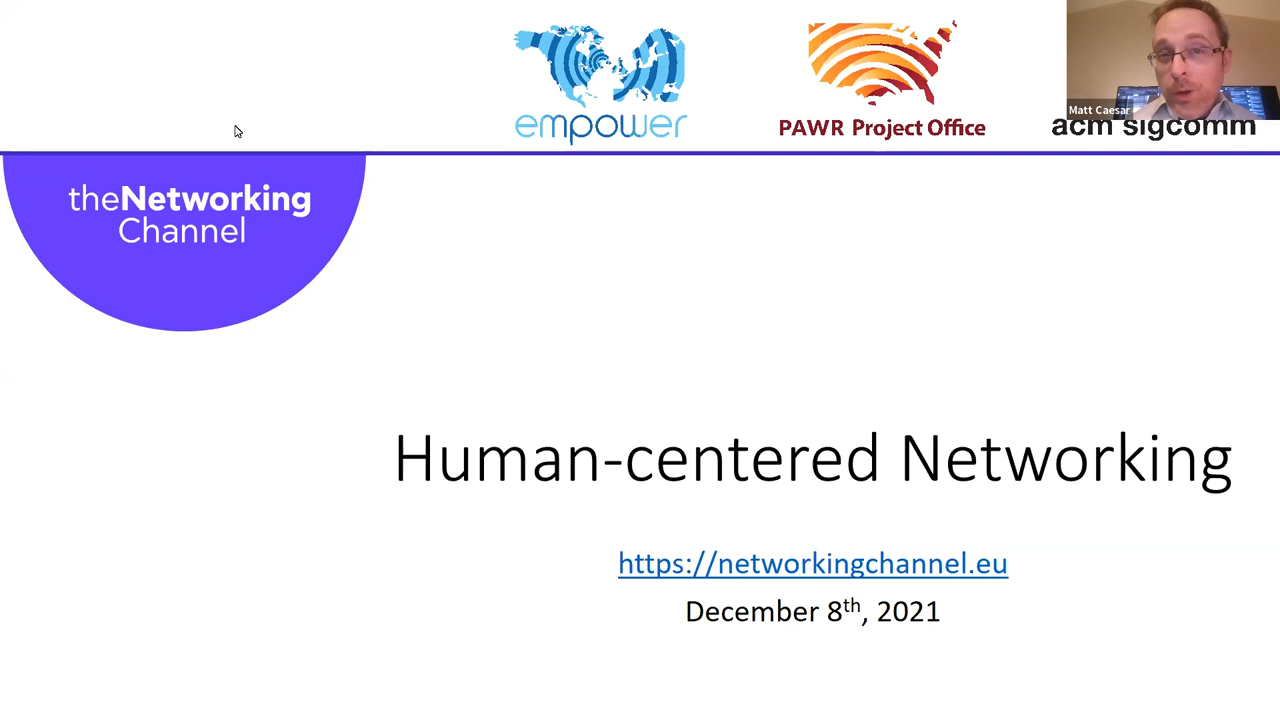 empower
PAWR Project Office
Matt Caesar
acm sigcomm
theNetworking
Channel
Human-centered Networking
https://networkingchannel.eu
December 8th, 2021